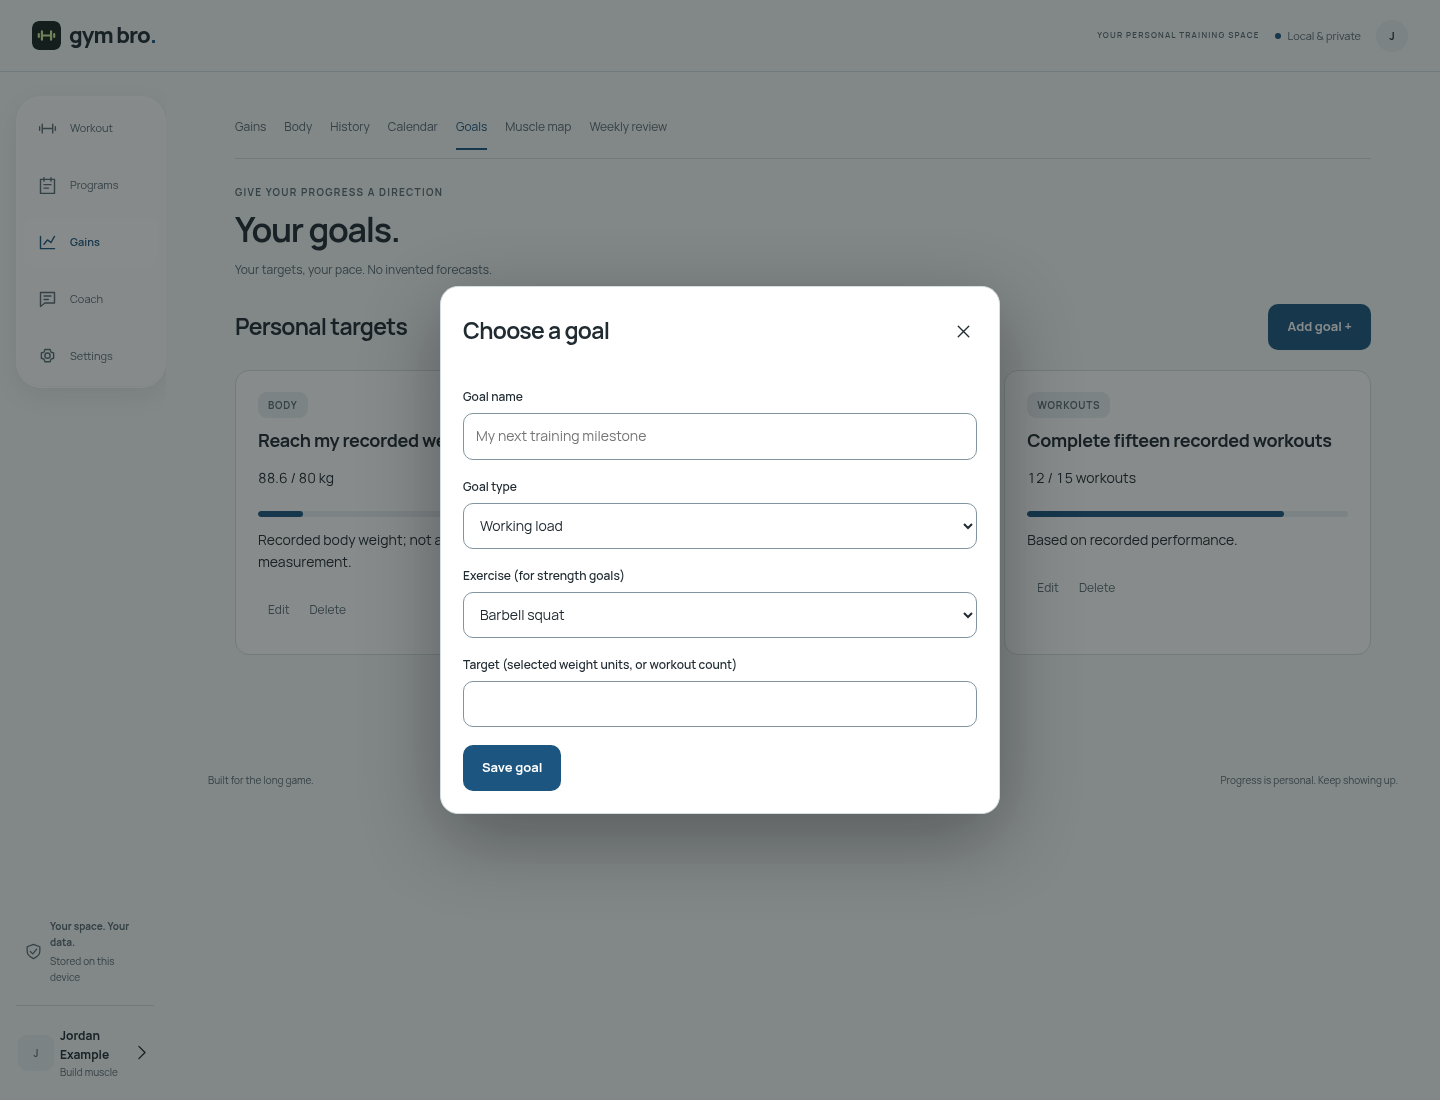 gym bro.
YOUR PERSONAL TRAINING SPACE
Local & private
J
Workout
Programs
Gains
Coach
Settings
Gains Body History Calendar Goals Muscle map Weekly review
GIVE YOUR PROGRESS A DIRECTION
Your goals.
Your targets, your pace. No invented forecasts.
Personal targets
Add goal +
BODY
Reach my recorded
88.6 / 80 kg
Recorded body weight; not a
measurement.
Edit Delete
WORKOUTS
Complete fifteen recorded workouts
12 / 15 workouts
Based on recorded performance.
Edit Delete
Choose a goal
Goal name
My next training milestone
Goal type
Working load
Exercise (for strength goals)
Barbell squat
Target (selected weight units, or workout count)
Save goal
Built for the long game.
Progress is personal. Keep showing up.
Your space. Your
data.
Stored on this
device
J
Jordan
Example
Build muscle